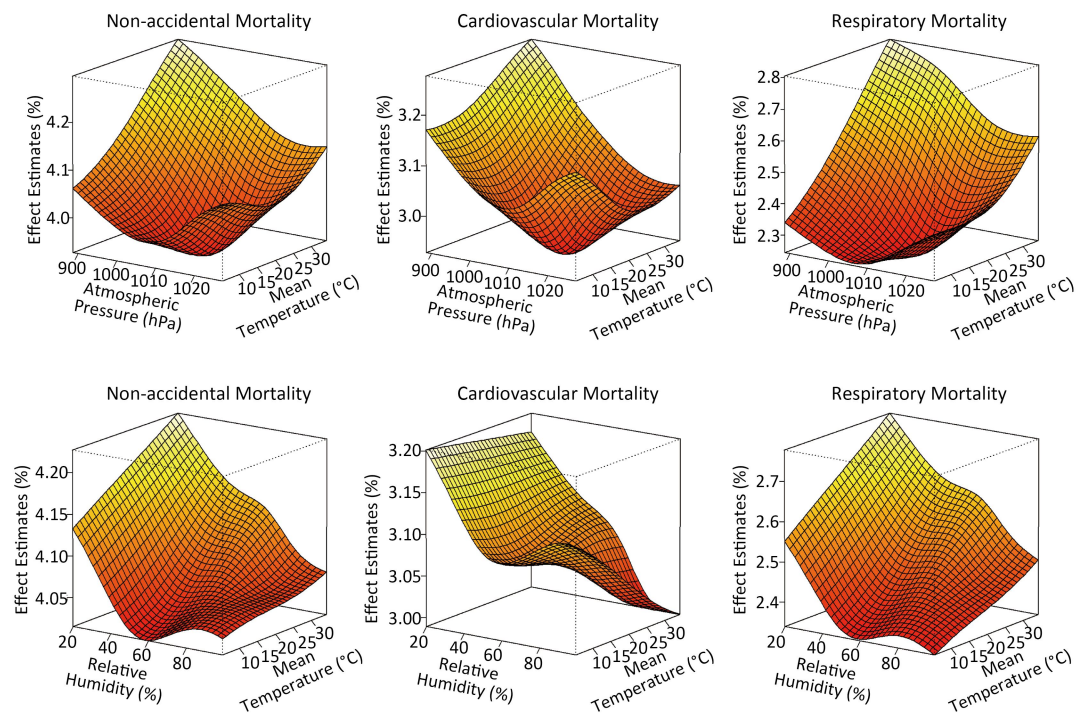 Non-accidental Mortality
Effect Estimates (%)
4.2
4.1
4.0
900 1000 1010 1020
Atmospheric
Pressure (hPa)
10 15 20 25 30
Mean
Temperature (°C)
Cardiovascular Mortality
Effect Estimates (%)
3.2
3.1
3.0
900 1000 1010 1020
Atmospheric
Pressure (hPa)
10 15 20 25 30
Mean
Temperature (°C)
Respiratory Mortality
Effect Estimates (%)
2.8
2.7
2.6
2.5
2.4
2.3
900 1000 1010 1020
Atmospheric
Pressure (hPa)
10 15 20 25 30
Mean
Temperature (°C)
Non-accidental Mortality
Effect Estimates (%)
4.20
4.15
4.10
4.05
20 40 60 80
Relative
Humidity (%)
10 15 20 25 30
Mean
Temperature (°C)
Cardiovascular Mortality
Effect Estimates (%)
3.20
3.15
3.10
3.05
3.00
20 40 60 80
Relative
Humidity (%)
10 15 20 25 30
Mean
Temperature (°C)
Respiratory Mortality
Effect Estimates (%)
2.7
2.6
2.5
2.4
20 40 60 80
Relative
Humidity (%)
10 15 20 25 30
Mean
Temperature (°C)